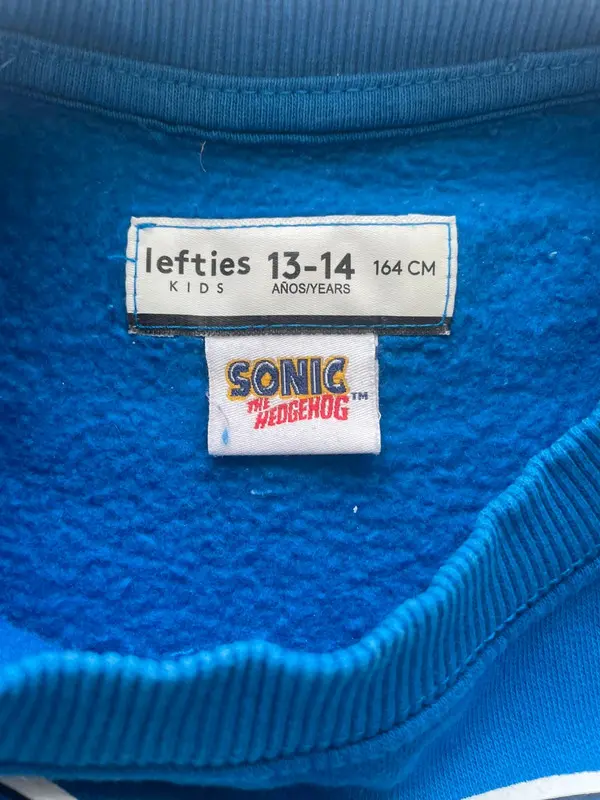 lefties 13-14 164 CM
KIDS AÑOS/YEARS
SONIC
THE HEDGEHOG™